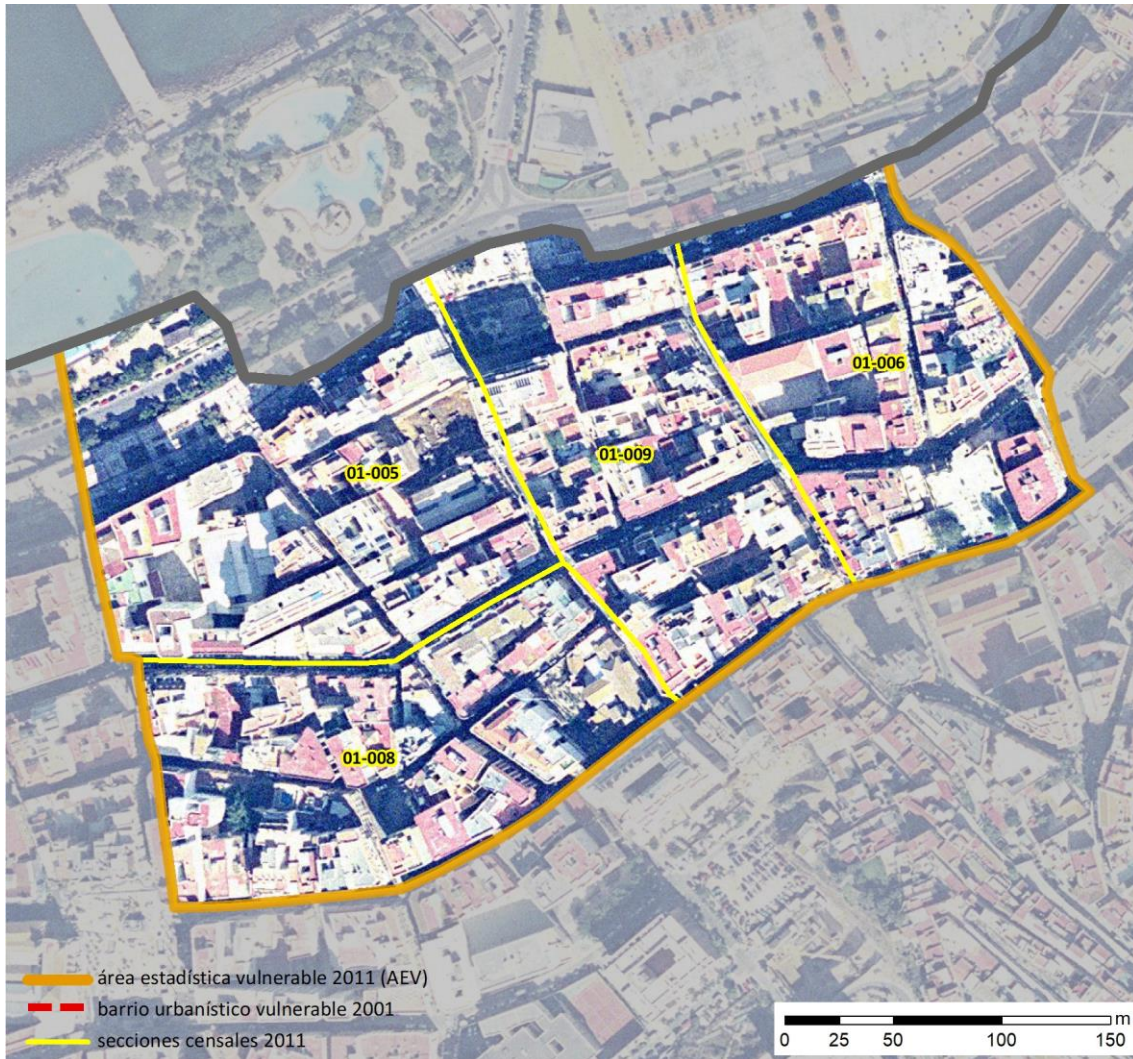 01-006
01-009
01-005
01-008
área estadística vulnerable 2011 (AEV)
barrio urbanístico vulnerable 2001
secciones censales 2011
m
0 25 50 100 150